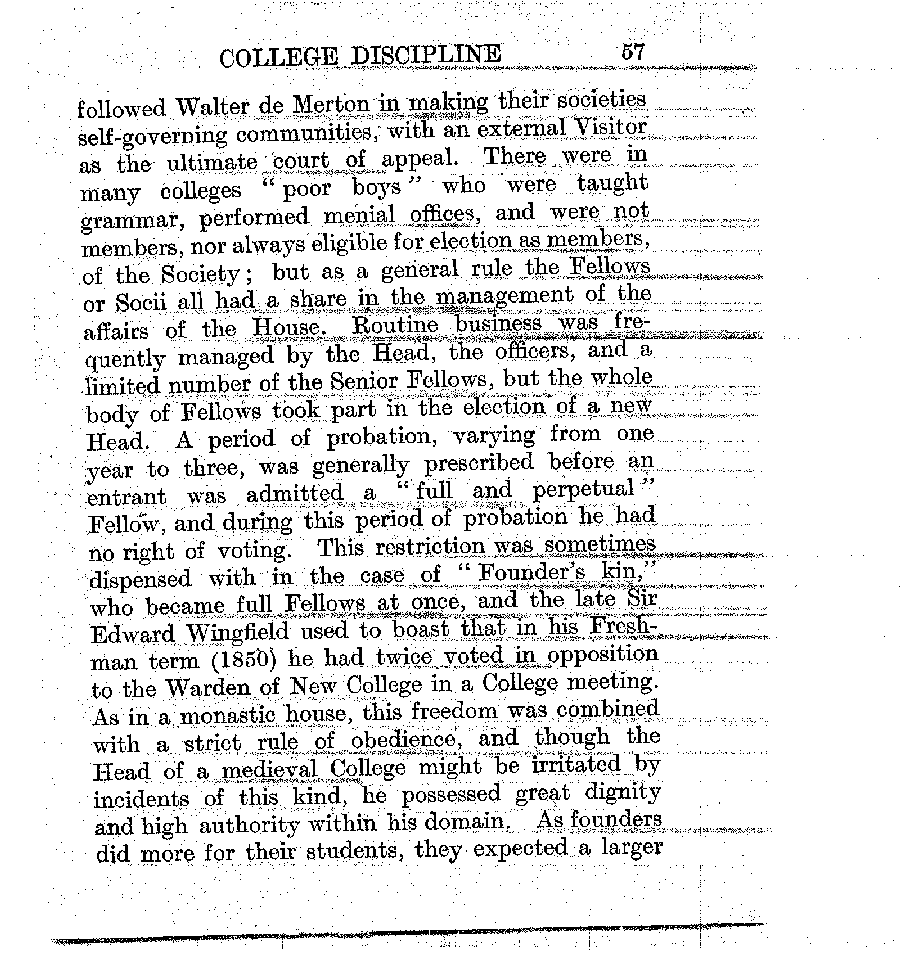 COLLEGE DISCIPLINE 57
followed Walter de Merton in making their societies
self-governing communities, with an external Visitor
as the ultimate court of appeal. There were in
many colleges “poor boys” who were taught
grammar, performed menial offices, and were not
members, nor always eligible for election as members,
of the Society; but as a general rule the Fellows
or Socii all had a share in the management of the
affairs of the House. Routine business was fre-
quently managed by the Head, the officers, and a
limited number of the Senior Fellows, but the whole
body of Fellows took part in the election of a new
Head. A period of probation, varying from one
year to three, was generally prescribed before an
entrant was admitted a “full and perpetual”
Fellow, and during this period of probation he had
no right of voting. This restriction was sometimes
dispensed with in the case of “Founder’s kin,”
who became full Fellows at once, and the late Sir
Edward Wingfield used to boast that in his Fresh-
man term (1850) he had twice voted in opposition
to the Warden of New College in a College meeting.
As in a monastic house, this freedom was combined
with a strict rule of obedience, and though the
Head of a medieval College might be irritated by
incidents of this kind, he possessed great dignity
and high authority within his domain. As founders
did more for their students, they expected a larger